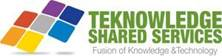 TEKNOWLEDGE
SHARED SERVICES
Fusion of Knowledge &Technology